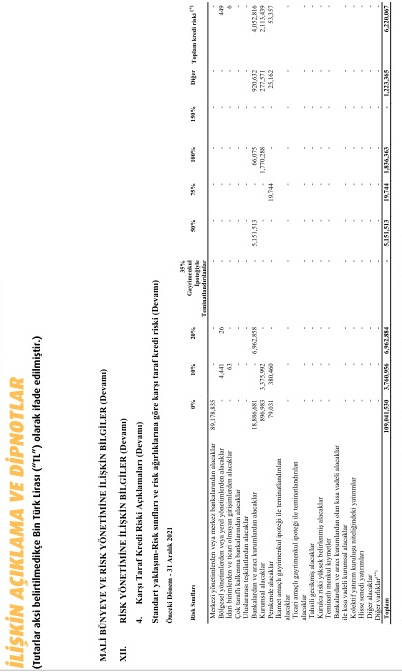 İLİŞKİN AÇIKLAMA VE DİPNOTLAR
(Tutarlar aksi belirtilmedikçe Bin Türk Lirası ("TL") olarak ifade edilmiştir.)
MALİ BÜNYEYE VE RİSK YÖNETİMİNE İLİŞKİN BİLGİLER (Devamı)
XII. RİSK YÖNETİMİNE İLİŞKİN BİLGİLER (Devamı)
4. Karşı Taraf Kredi Riski Açıklamaları (Devamı)
Standart yaklaşım-Risk sınıfları ve risk ağırlıklarına göre karşı taraf kredi riski (Devamı)
Önceki Dönem - 31 Aralık 2021
Risk Sınıfları 0% 10% 20% 35% Gayrimenkul İpoteğiyle Teminatlandırılanlar 50% 75% 100% 150% Diğer Toplam kredi riski (*)
Merkezi yönetimlerden veya merkez bankalarından alacaklar 89,178,835 - - - - - - - - -
Bölgesel yönetimlerden veya yerel yönetimlerden alacaklar - 4,441 26 - - - - - - 449
İdari birimlerden ve ticari olmayan girişimlerden alacaklar - 63 - - - - - - - 6
Çok taraflı kalkınma bankalarından alacaklar - - - - - - - - - -
Uluslararası teşkilatlardan alacaklar - - - - - - - - - -
Bankalardan ve aracı kurumlardan alacaklar 18,886,681 - 6,962,858 - 5,151,513 - 66,075 - 920,632 4,052,816
Kurumsal alacaklar 896,983 3,375,992 - - - - 1,770,288 - 277,571 2,113,439
Perakende alacaklar 79,031 380,460 - - - 19,744 - - 25,162 53,357
İkamet amaçlı gayrimenkul ipoteği ile teminatlandırılan
alacaklar - - - - - - - - - -
Ticari amaçlı gayrimenkul ipoteği ile teminatlandırılan
alacaklar - - - - - - - - - -
Tahsili gecikmiş alacaklar - - - - - - - - - -
Kurulca riski yüksek belirlenmiş alacaklar - - - - - - - - - -
Teminatlı menkul kıymetler - - - - - - - - - -
Bankalardan ve aracı kurumlardan olan kısa vadeli alacaklar
ile kısa vadeli kurumsal alacaklar - - - - - - - - - -
Kolektif yatırım kuruluşu niteliğindeki yatırımlar - - - - - - - - - -
Hisse senedi yatırımları - - - - - - - - - -
Diğer alacaklar - - - - - - - - - -
Diğer varlıklar(**) - - - - - - - - - -
Toplam 109,041,530 3,760,956 6,962,884 - 5,151,513 19,744 1,836,363 - 1,223,365 6,220,067